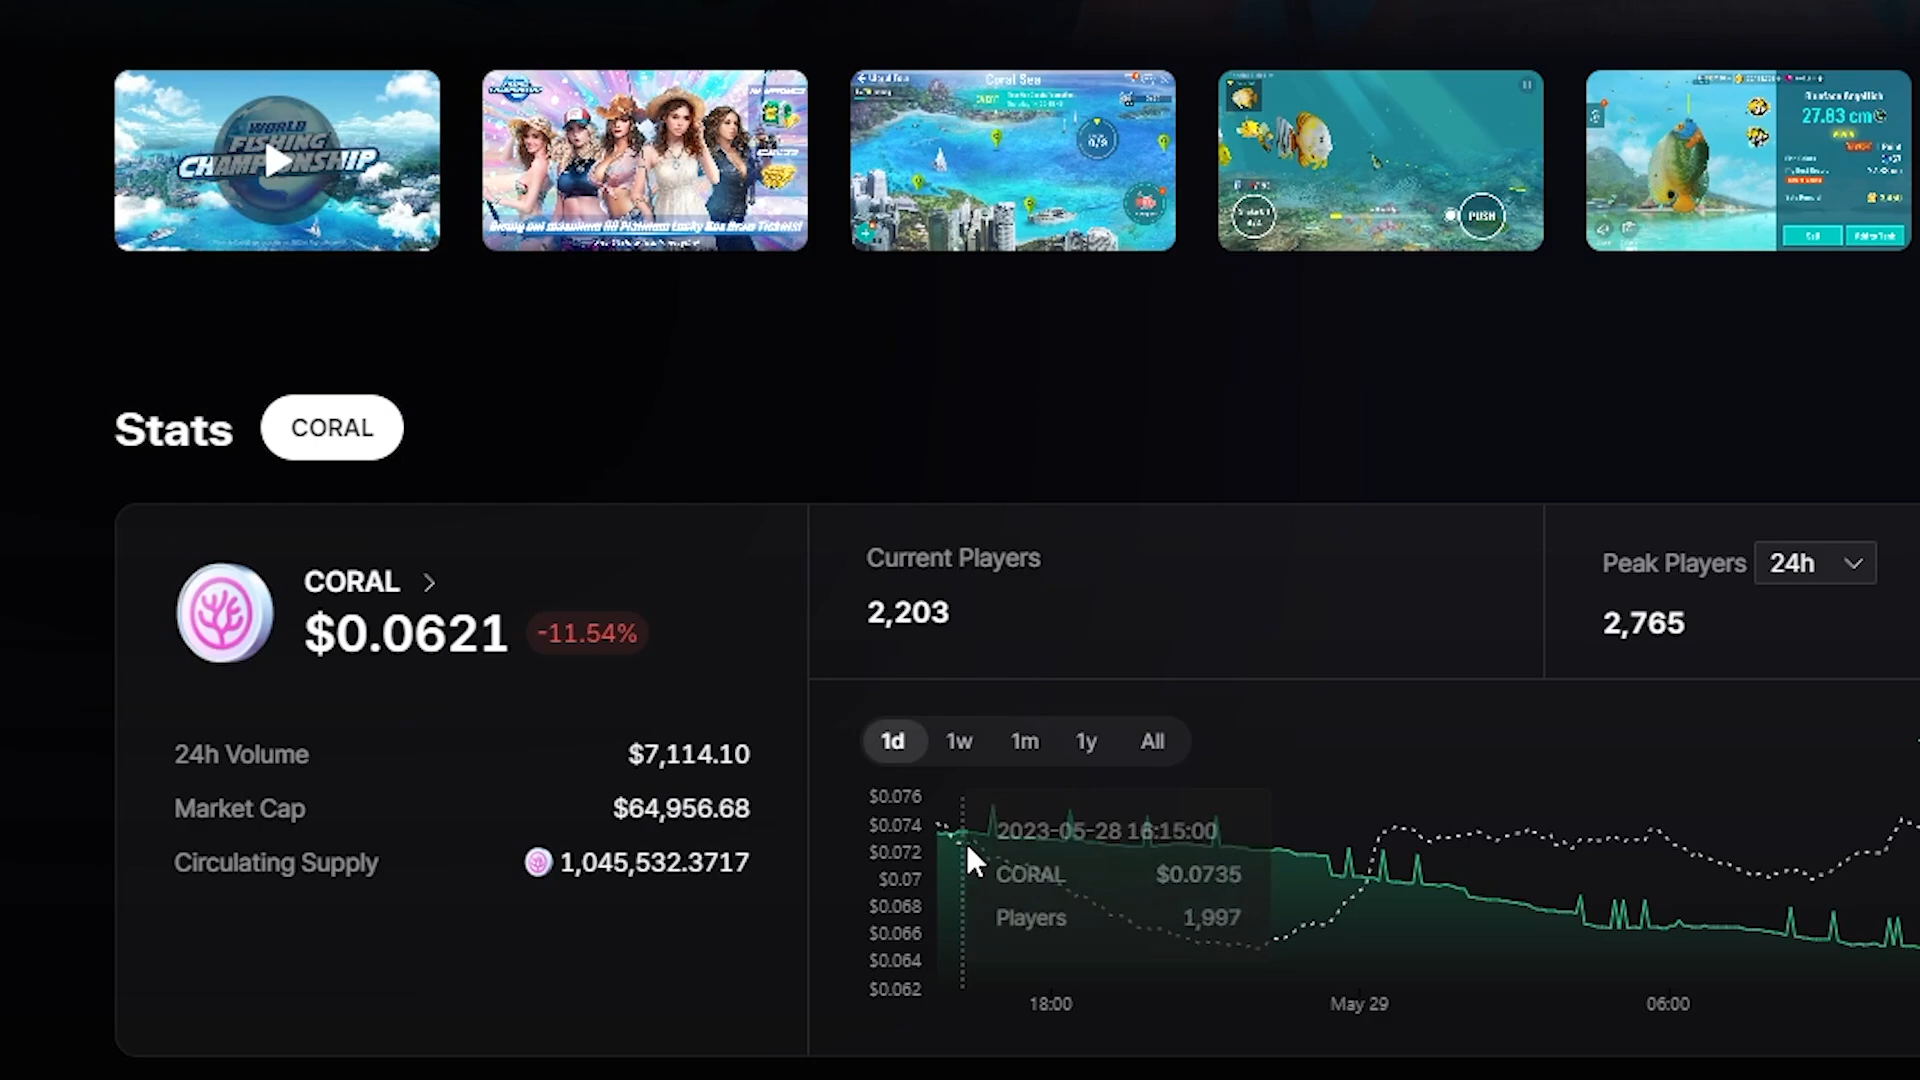 WORLD
FISHING
CHAMPIONSHIP
Coral Sea
0/9
PUSH
27.83 cm
Sell
Stats
CORAL
CORAL
$0.0621
-11.54%
24h Volume
$7,114.10
Market Cap
$64,956.68
Circulating Supply
1,045,532.3717
Current Players
2,203
Peak Players
24h
2,765
1d
1w
1m
1y
All
$0.076
$0.074
$0.072
$0.07
$0.068
$0.066
$0.064
$0.062
2023-05-28 16:15:00
CORAL
$0.0735
Players
1,997
18:00
May 29
06:00